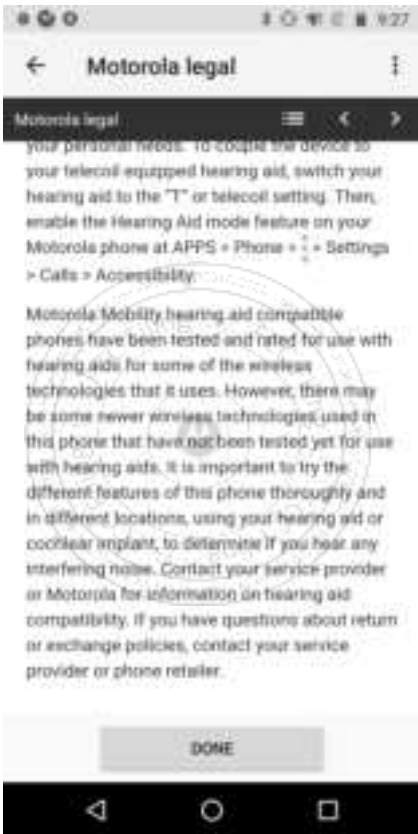 9:27
Motorola legal
Motorola legal
your personal needs. To couple the device to
your telecoil equipped hearing aid, switch your
hearing aid to the "T" or telecoil setting. Then,
enable the Hearing Aid mode feature on your
Motorola phone at APPS > Phone > ⋮ > Settings
> Calls > Accessibility.
Motorola Mobility hearing aid compatible
phones have been tested and rated for use with
hearing aids for some of the wireless
technologies that it uses. However, there may
be some newer wireless technologies used in
this phone that have not been tested yet for use
with hearing aids. It is important to try the
different features of this phone thoroughly and
in different locations, using your hearing aid or
cochlear implant, to determine if you hear any
interfering noise. Contact your service provider
or Motorola for information on hearing aid
compatibility. If you have questions about return
or exchange policies, contact your service
provider or phone retailer.
DONE